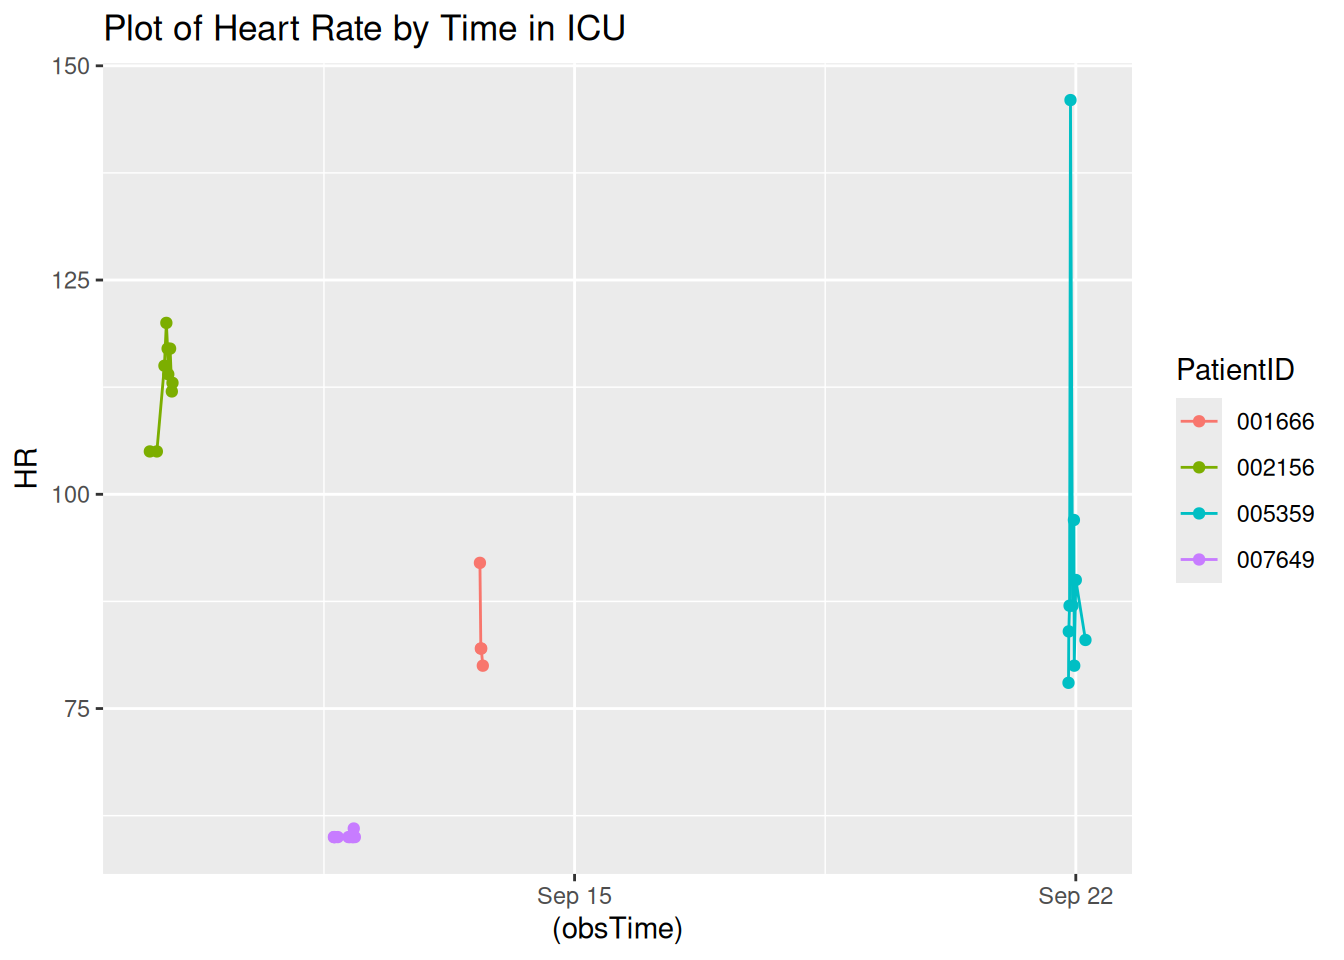 Plot of Heart Rate by Time in ICU
150
125
100
75
HR
Sep 15
Sep 22
(obsTime)
PatientID
001666
002156
005359
007649